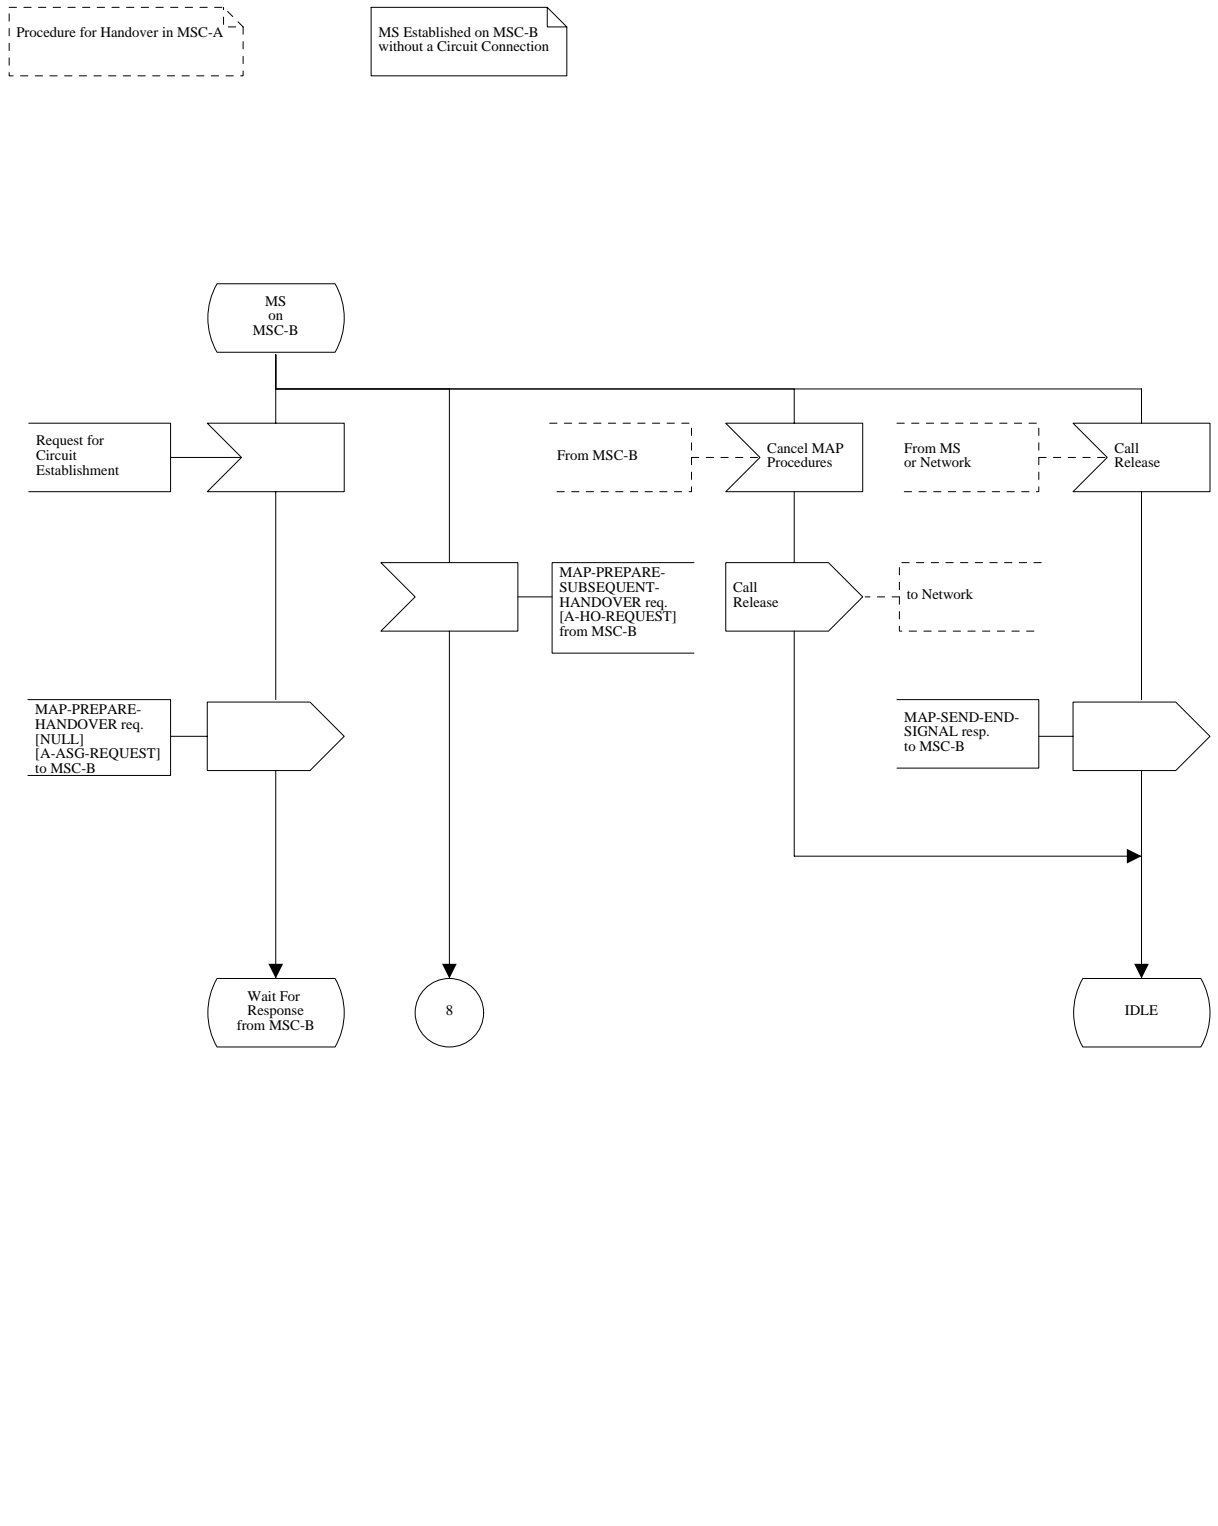 Procedure for Handover in MSC-A
MS Established on MSC-B
without a Circuit Connection
MS
on
MSC-B
Request for
Circuit
Establishment
From MSC-B
Cancel MAP
Procedures
From MS
or Network
Call
Release
MAP-PREPARE-
SUBSEQUENT-
HANDOVER req.
[A-HO-REQUEST]
from MSC-B
Call
Release
to Network
MAP-PREPARE-
HANDOVER req.
[NULL]
[A-ASG-REQUEST]
to MSC-B
MAP-SEND-END-
SIGNAL resp.
to MSC-B
Wait For
Response
from MSC-B
8
IDLE